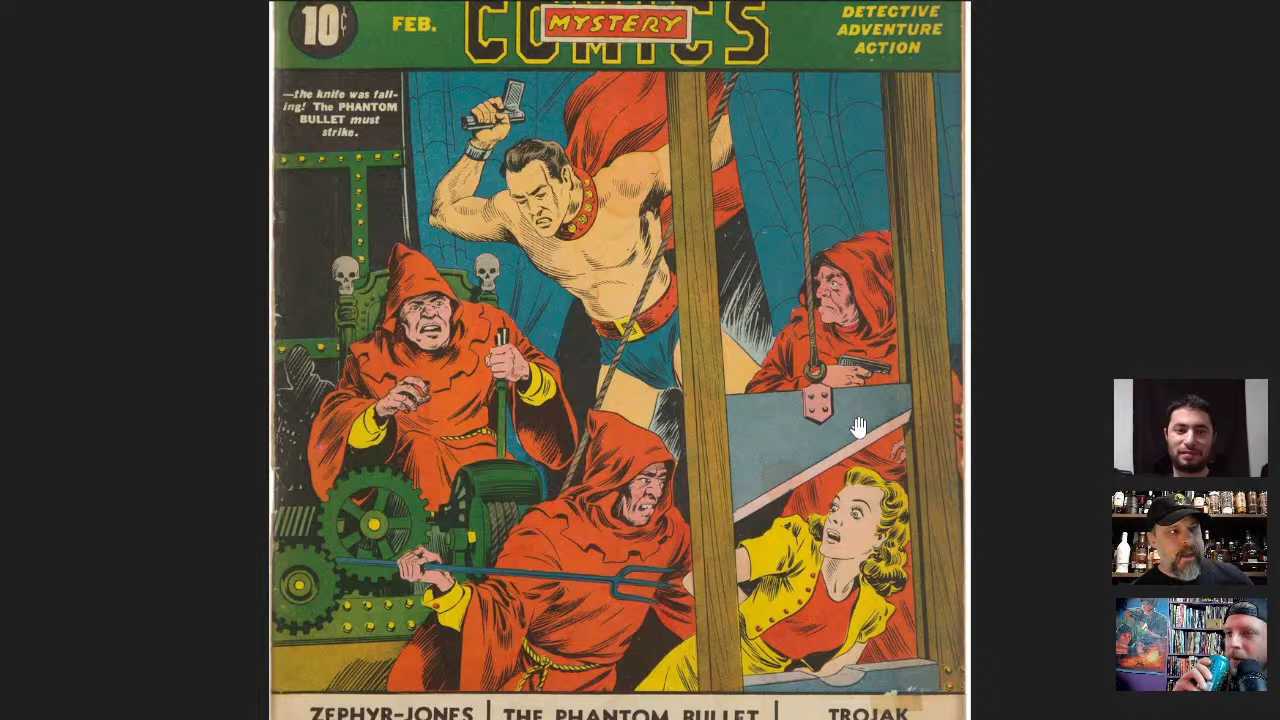 10¢
FEB.
COMICS
MYSTERY
DETECTIVE
ADVENTURE
ACTION
—the knife was fall-
ing! The PHANTOM
BULLET must
strike.
ZEPHYR-JONES
THE PHANTOM BULLET
TROJAK